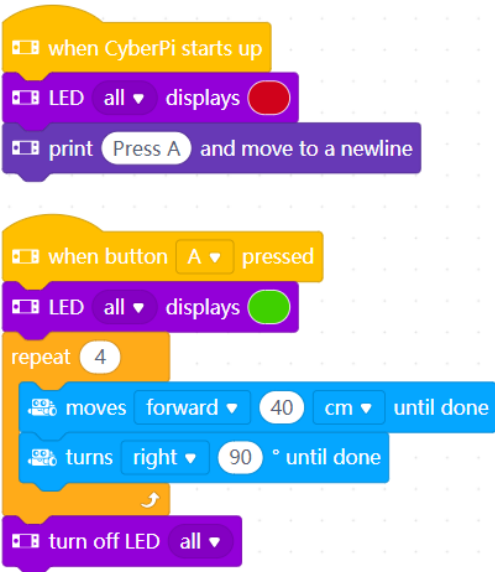 when CyberPi starts up
LED all displays
print Press A and move to a newline
when button A pressed
LED all displays
repeat 4
moves forward 40 cm until done
turns right 90 ° until done
turn off LED all